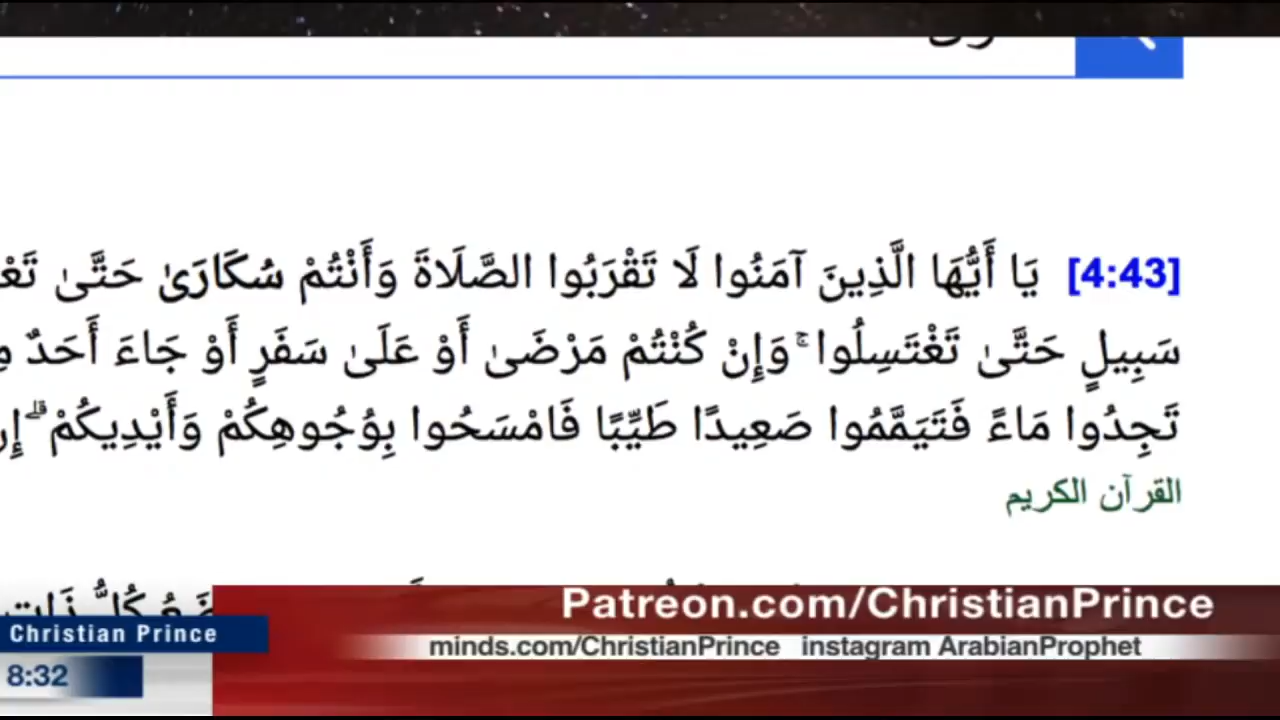 [4:43] يَا أَيُّهَا الَّذِينَ آمَنُوا لَا تَقْرَبُوا الصَّلَاةَ وَأَنْتُمْ سُكَارَىٰ حَتَّىٰ
سَبِيلٍ حَتَّىٰ تَغْتَسِلُوا ۚ وَإِنْ كُنْتُمْ مَرْضَىٰ أَوْ عَلَىٰ سَفَرٍ أَوْ جَاءَ أَحَدٌ
تَجِدُوا مَاءً فَتَيَمَّمُوا صَعِيدًا طَيِّبًا فَامْسَحُوا بِوُجُوهِكُمْ وَأَيْدِيكُمْ ۗ
القرآن الكريم
كُلُّ ذَاتِ
Patreon.com/ChristianPrince
Christian Prince
minds.com/ChristianPrince instagram ArabianProphet
8:32